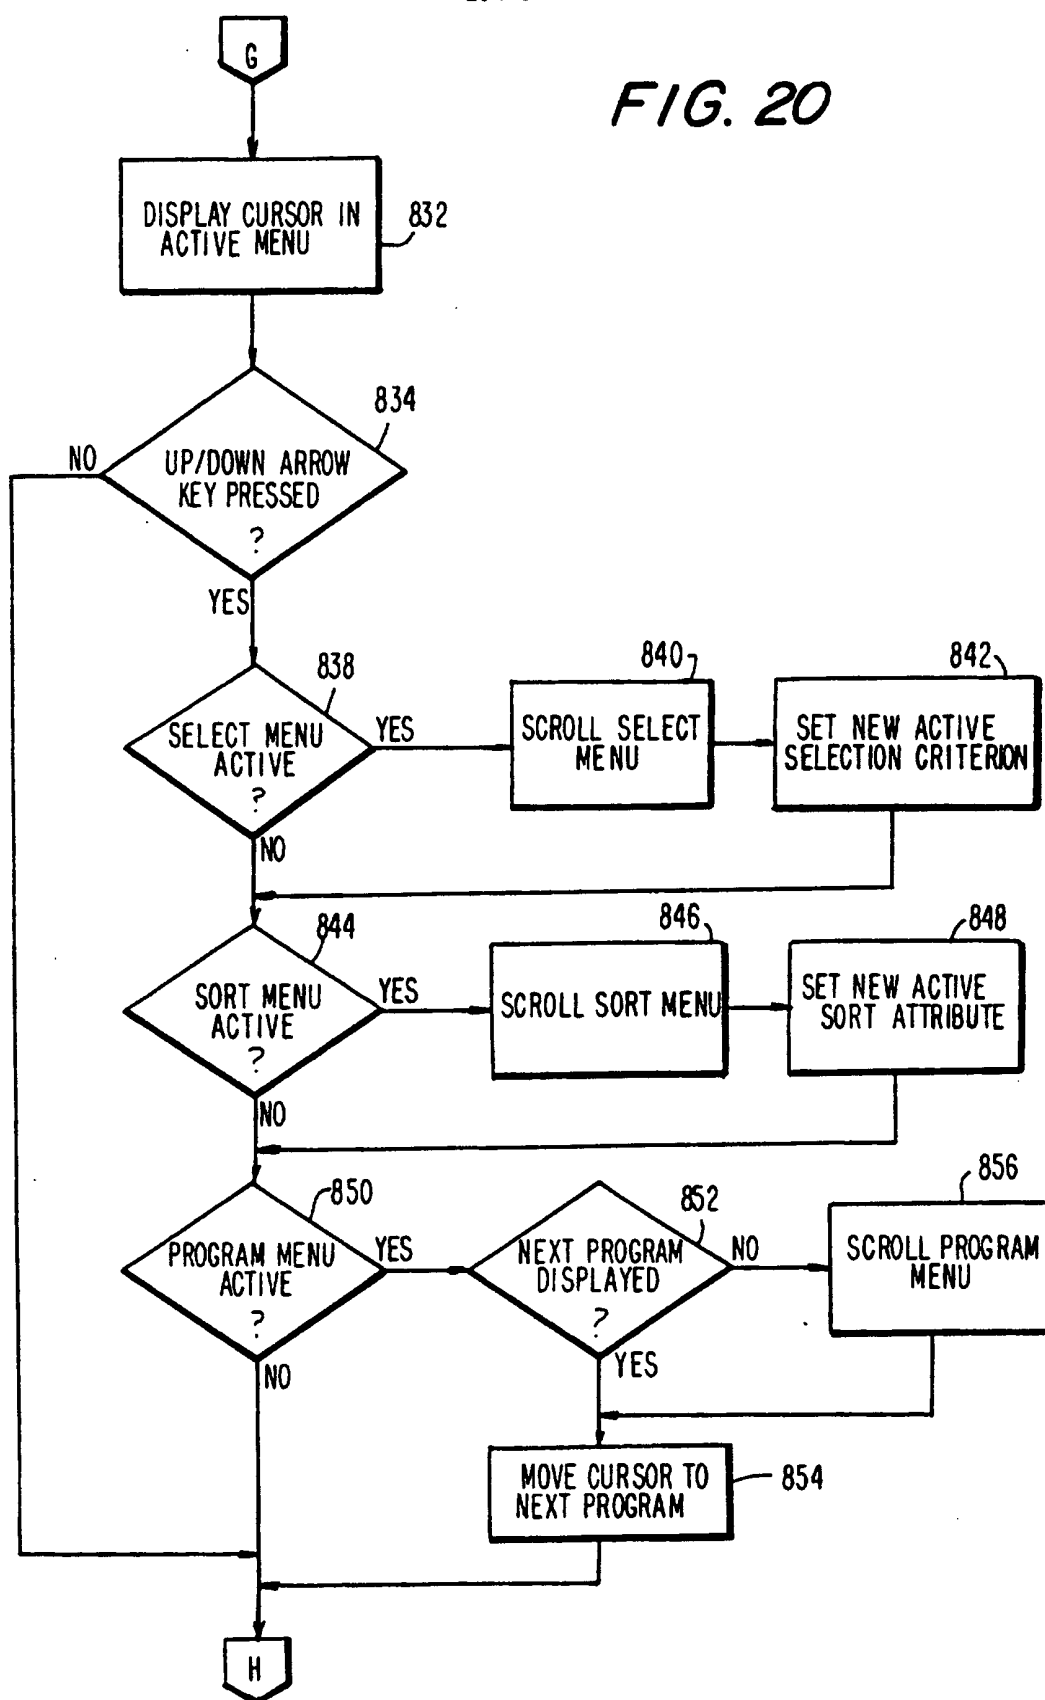 G
FIG. 20
DISPLAY CURSOR IN
ACTIVE MENU
832
834
NO
UP/DOWN ARROW
KEY PRESSED
?
YES
838
SELECT MENU
ACTIVE
?
YES
840
SCROLL SELECT
MENU
842
SET NEW ACTIVE
SELECTION CRITERION
NO
844
SORT MENU
ACTIVE
?
YES
846
SCROLL SORT MENU
848
SET NEW ACTIVE
SORT ATTRIBUTE
NO
850
PROGRAM MENU
ACTIVE
?
YES
852
NEXT PROGRAM
DISPLAYED
?
NO
856
SCROLL PROGRAM
MENU
NO
YES
MOVE CURSOR TO
NEXT PROGRAM
854
H